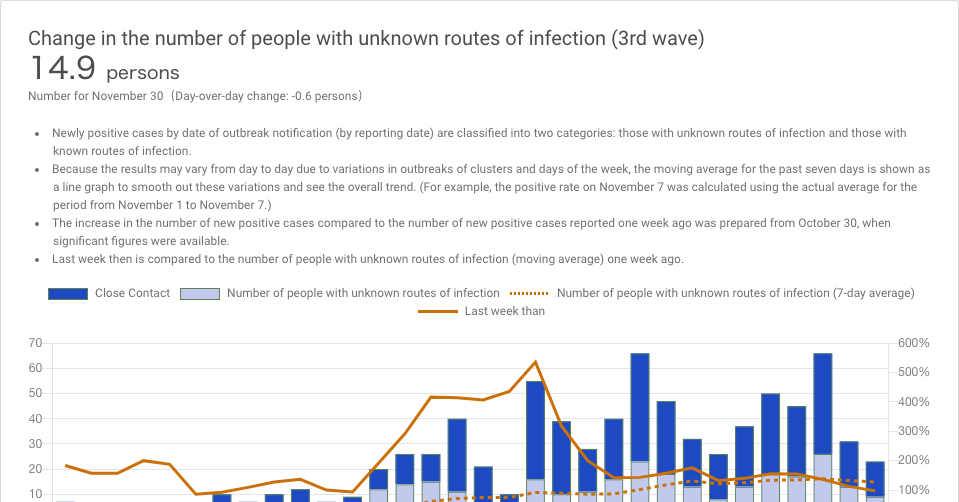 Change in the number of people with unknown routes of infection (3rd wave)
14.9 persons
Number for November 30（Day-over-day change: -0.6 persons）
Newly positive cases by date of outbreak notification (by reporting date) are classified into two categories: those with unknown routes of infection and those with
known routes of infection.
Because the results may vary from day to day due to variations in outbreaks of clusters and days of the week, the moving average for the past seven days is shown as
a line graph to smooth out these variations and see the overall trend. (For example, the positive rate on November 7 was calculated using the actual average for the
period from November 1 to November 7.)
The increase in the number of new positive cases compared to the number of new positive cases reported one week ago was prepared from October 30, when
significant figures were available.
Last week then is compared to the number of people with unknown routes of infection (moving average) one week ago.
Close Contact Number of people with unknown routes of infection Number of people with unknown routes of infection (7-day average)
Last week than
70 600%
60 500%
50 400%
40 300%
30 200%
20 100%
10